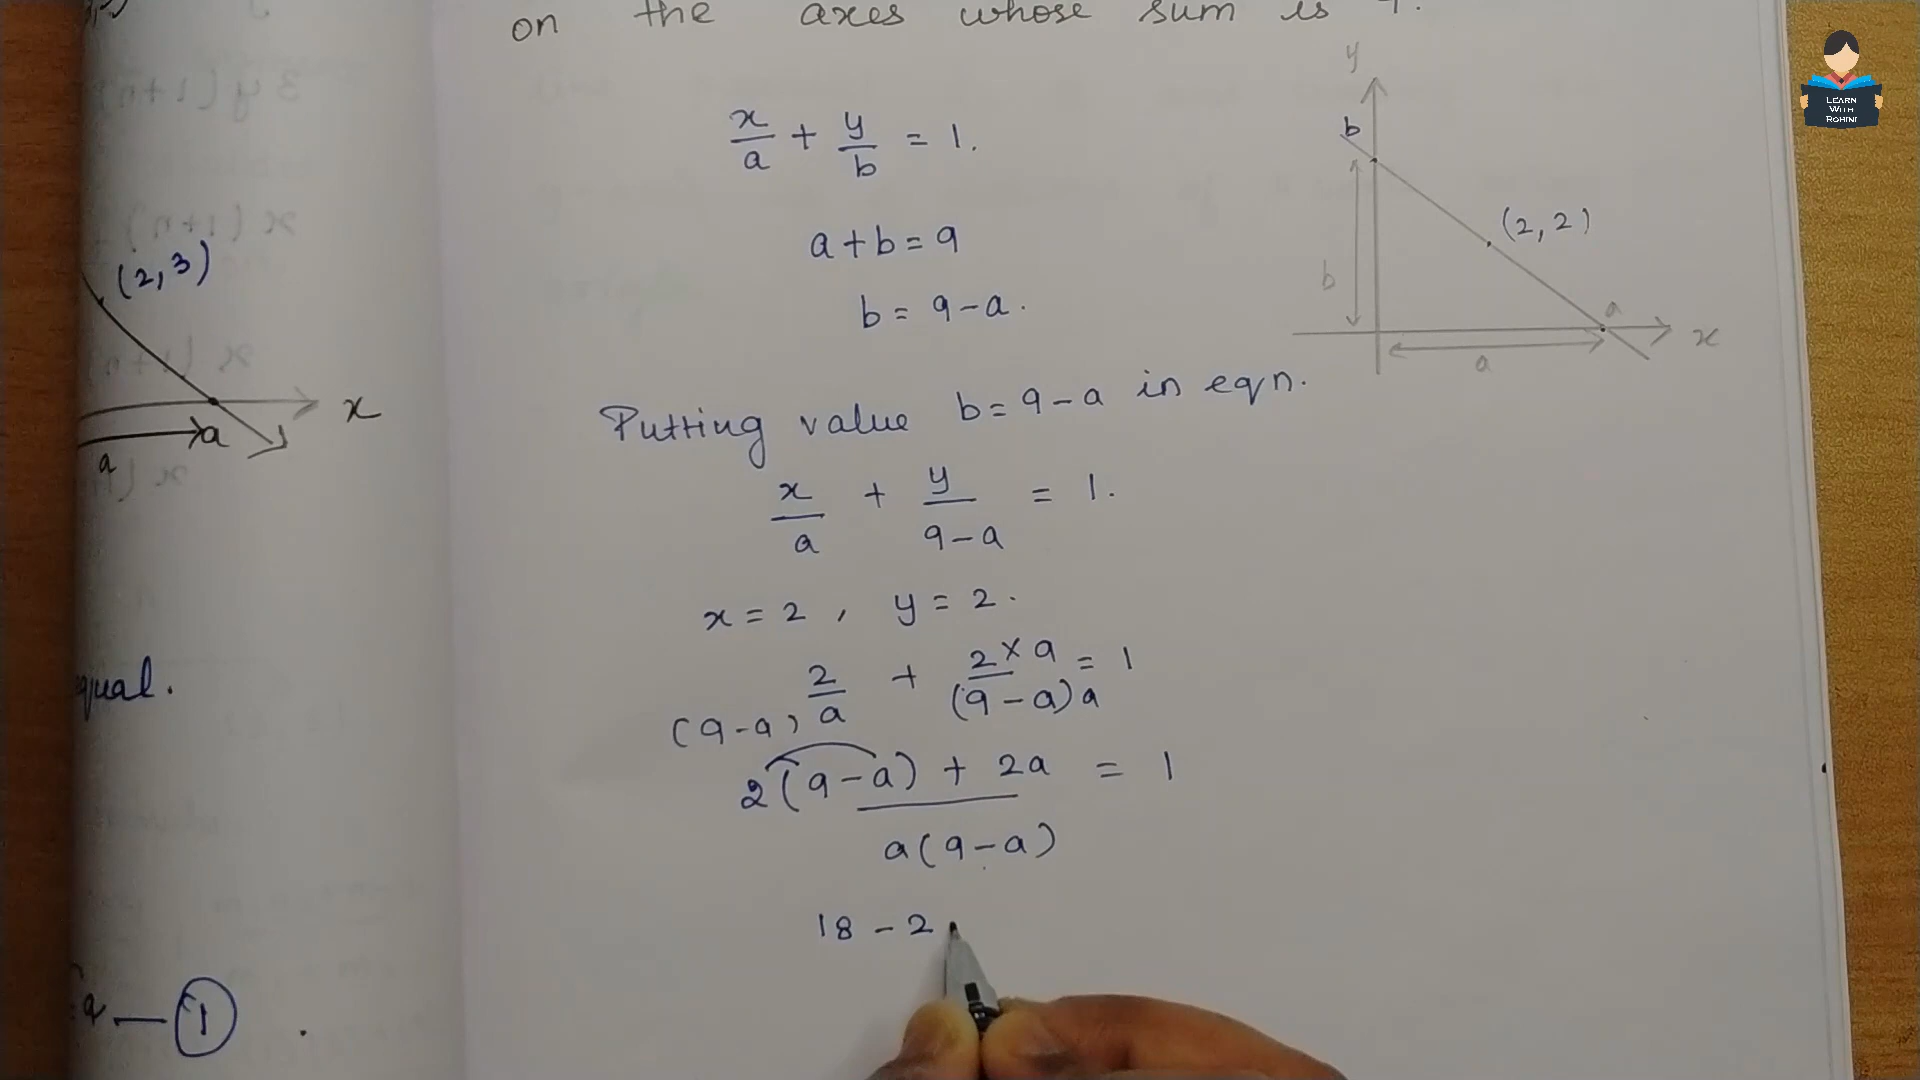 on the axes whose sum is 9.
x/a + y/b = 1.
a + b = 9
b = 9 - a.
Putting value b = 9 - a in eqn.
x/a + y/9-a = 1.
x = 2 , y = 2.
(9-a) 2/a + 2 × a/(9 - a) a = 1
2(9-a) + 2a/a(9-a) = 1
18 - 2
y
b
(2, 2)
b
a
x
a
(2, 3)
x
a
a
equal.
1
LEARN
WITH
ROHINI